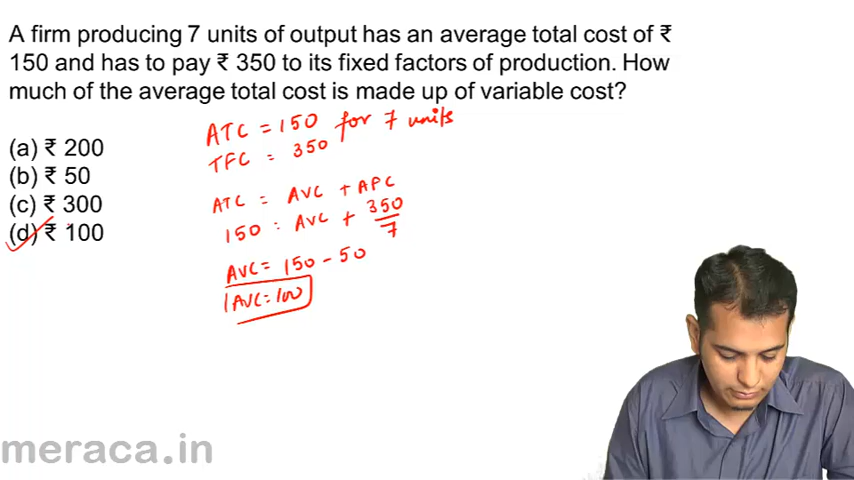 A firm producing 7 units of output has an average total cost of ₹
150 and has to pay ₹ 350 to its fixed factors of production. How
much of the average total cost is made up of variable cost?
(a) ₹ 200
(b) ₹ 50
(c) ₹ 300
(d) ₹ 100
ATC = 150 for 7 units
TFC = 350
ATC = AVC + APC
150 = AVC + 350/7
AVC = 150 - 50
AVC = 100
meraca.in